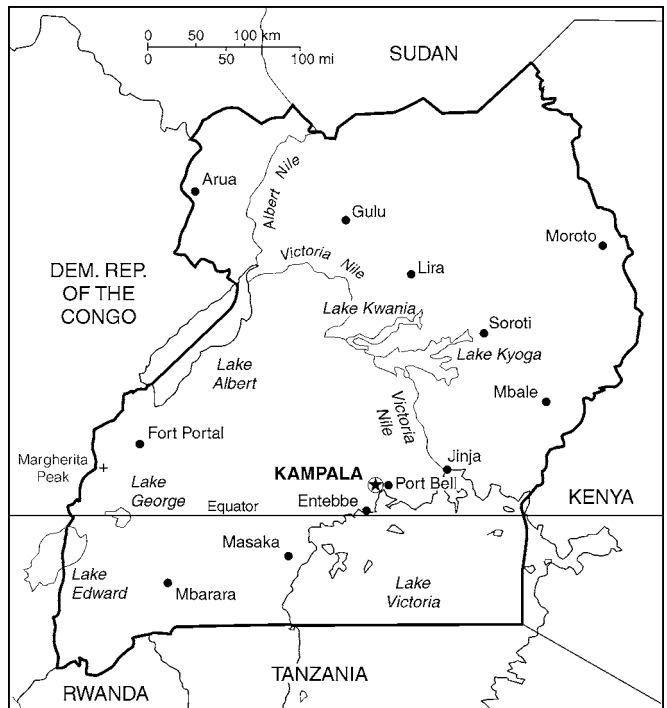 0 50 100 km
0 50 100 mi
SUDAN
Arua
Albert Nile
Gulu
Moroto
Victoria Nile
Lira
DEM. REP.
OF THE
CONGO
Lake Kwania
Soroti
Lake Kyoga
Lake
Albert
Mbale
Victoria
Nile
Fort Portal
Jinja
Margherita
Peak
KAMPALA
Port Bell
Lake
George
Equator
Entebbe
KENYA
Masaka
Lake
Edward
Mbarara
Lake
Victoria
TANZANIA
RWANDA